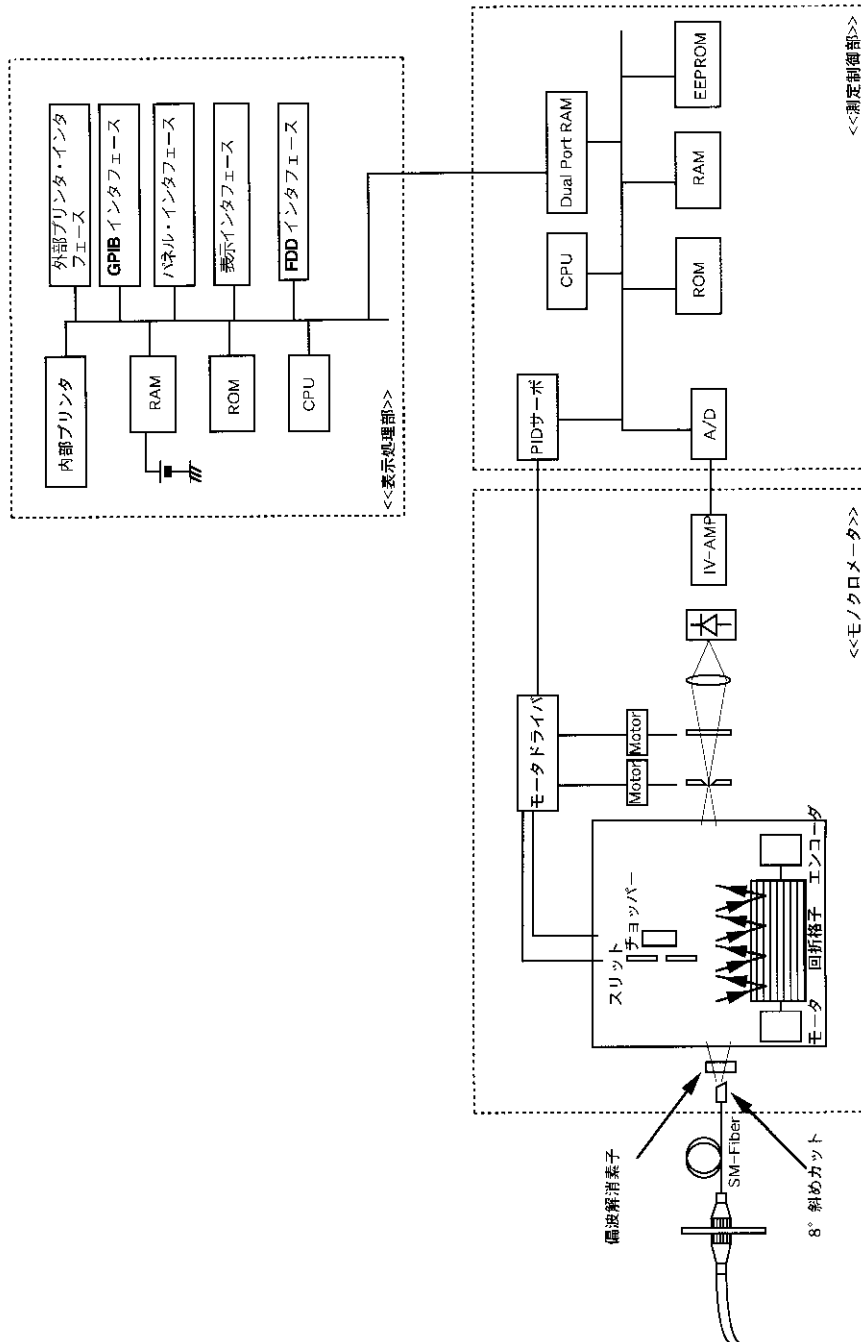 外部プリンタ・インタ
フェース
GPIB インタフェース
パネル・インタフェース
表示インタフェース
FDD インタフェース
内部プリンタ
RAM
ROM
CPU
<<表示処理部>>
Dual Port RAM
CPU
EEPROM
RAM
ROM
PIDサーボ
A/D
<<測定制御部>>
IV-AMP
モータドライバ
Motor
Motor
スリット
チョッパー
モータ
回折格子
エンコーダ
<<モノクロメータ>>
偏波解消素子
SM-Fiber
8° 斜めカット